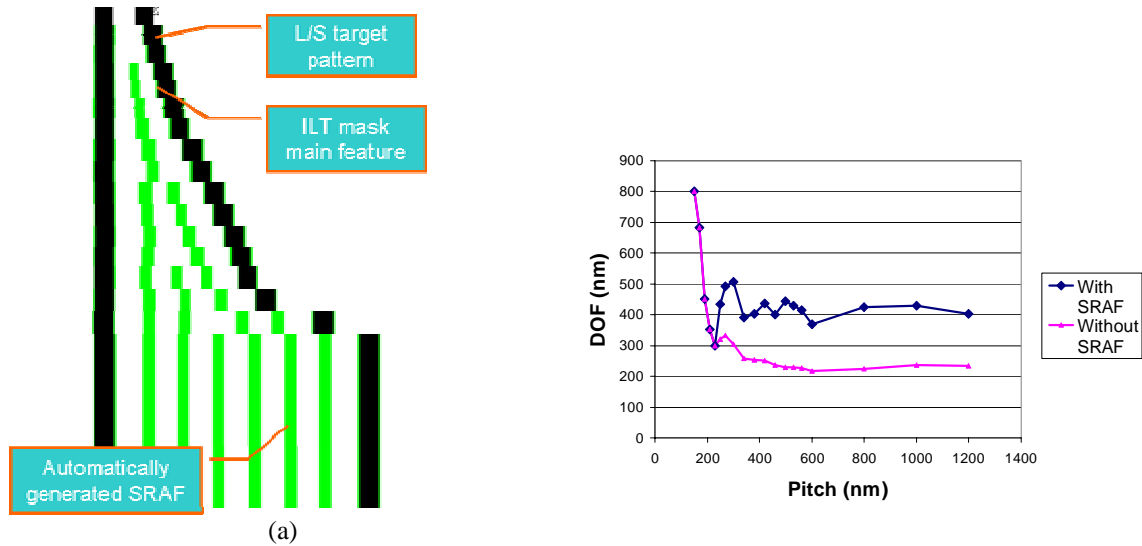 L/S target
pattern
ILT mask
main feature
Automatically
generated SRAF
(a)
DOF (nm)
900
800
700
600
500
400
300
200
100
0
0 200 400 600 800 1000 1200 1400
Pitch (nm)
With
SRAF
Without
SRAF